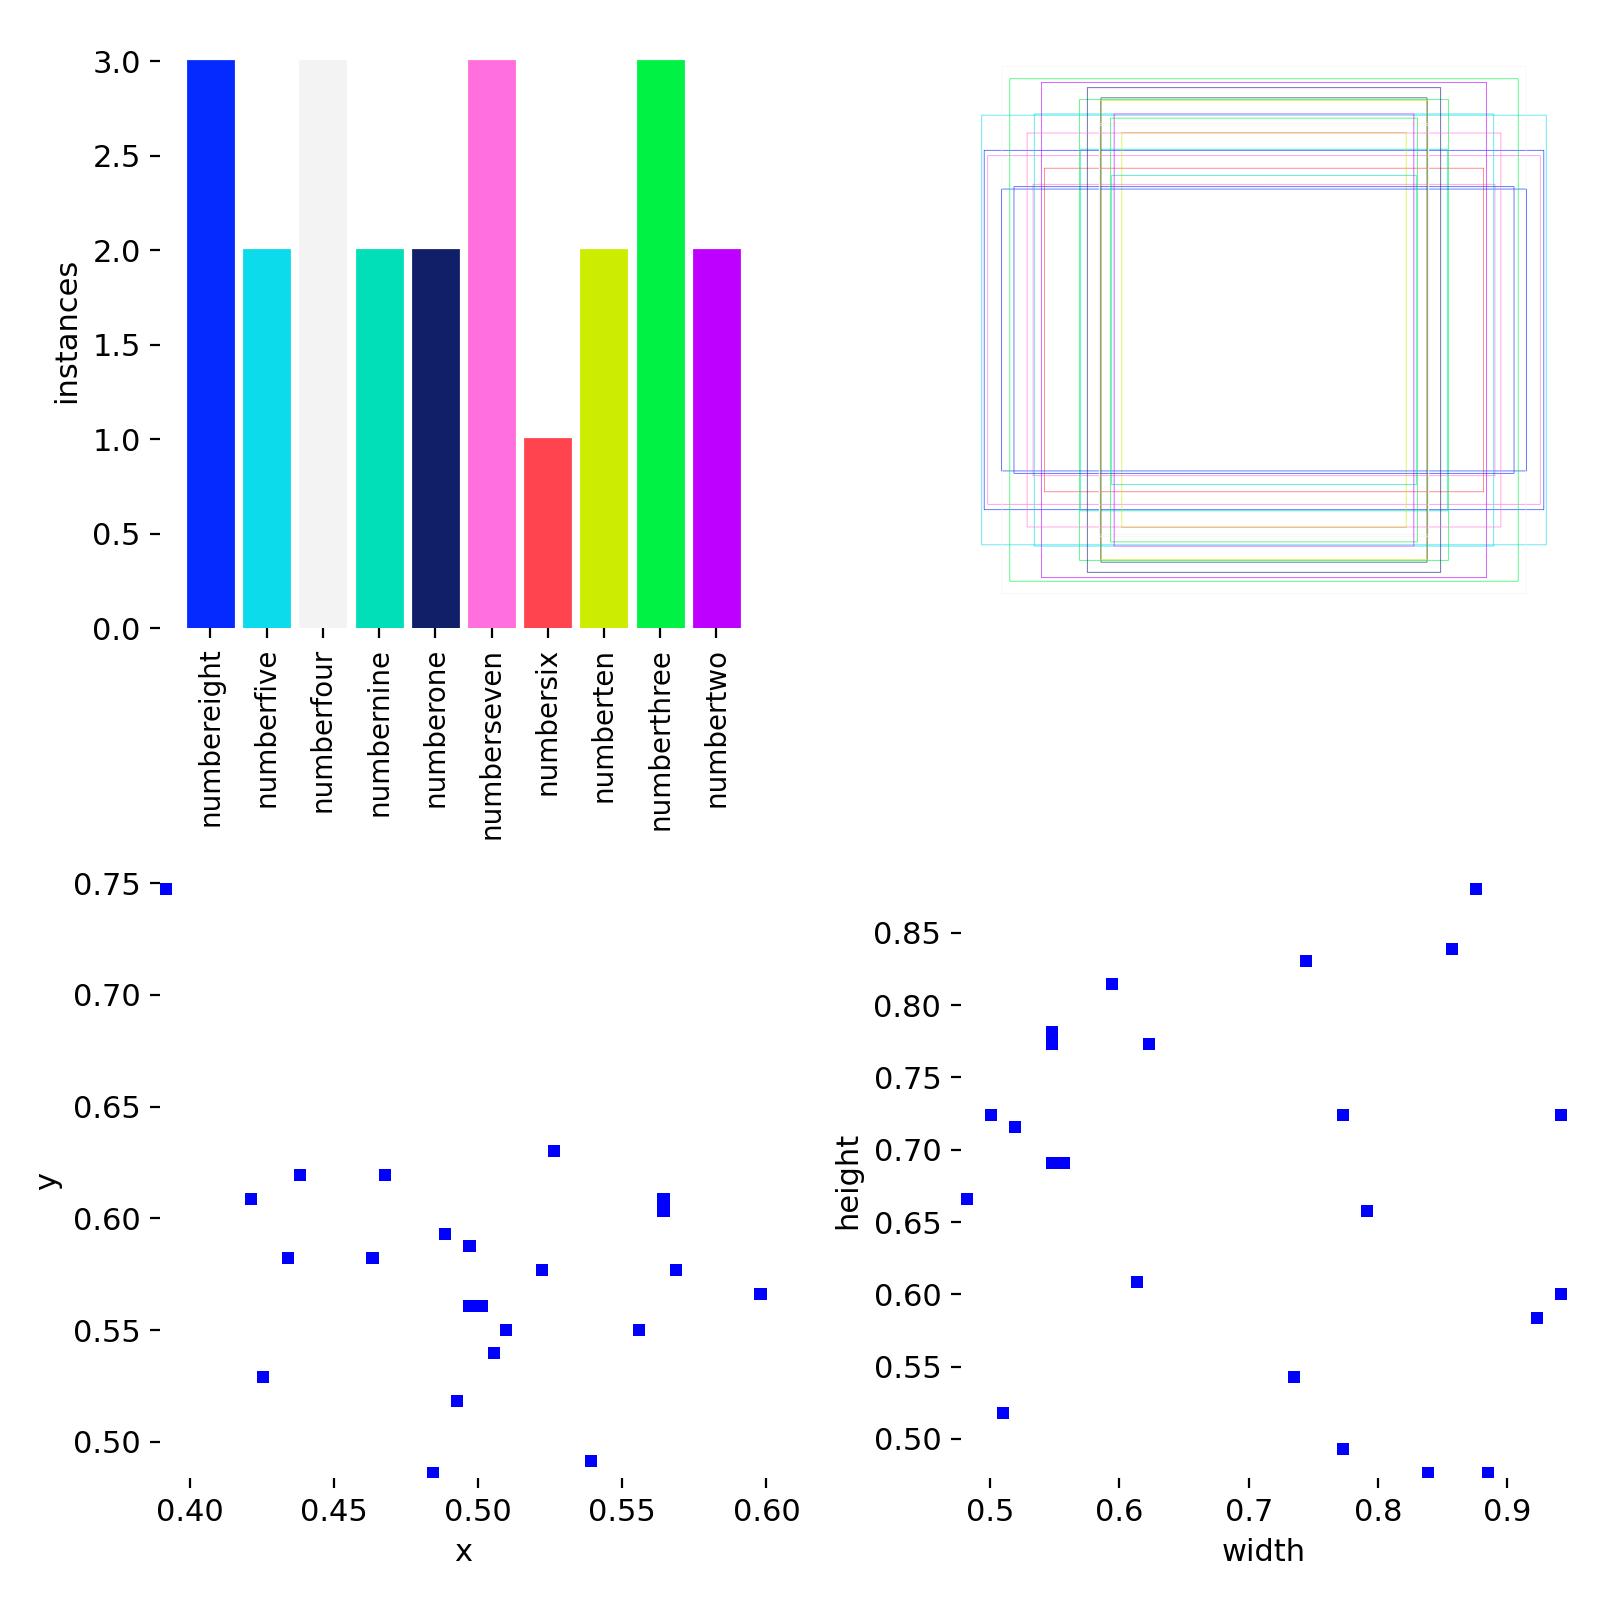 3.0
2.5
2.0
1.5
1.0
0.5
0.0
instances
numbereight
numberfive
numberfour
numbernine
numberone
numberseven
numbersix
numberten
numberthree
numbertwo
0.75
0.70
0.65
0.60
0.55
0.50
y
0.40 0.45 0.50 0.55 0.60
x
0.85
0.80
0.75
0.70
0.65
0.60
0.55
0.50
height
0.5 0.6 0.7 0.8 0.9
width